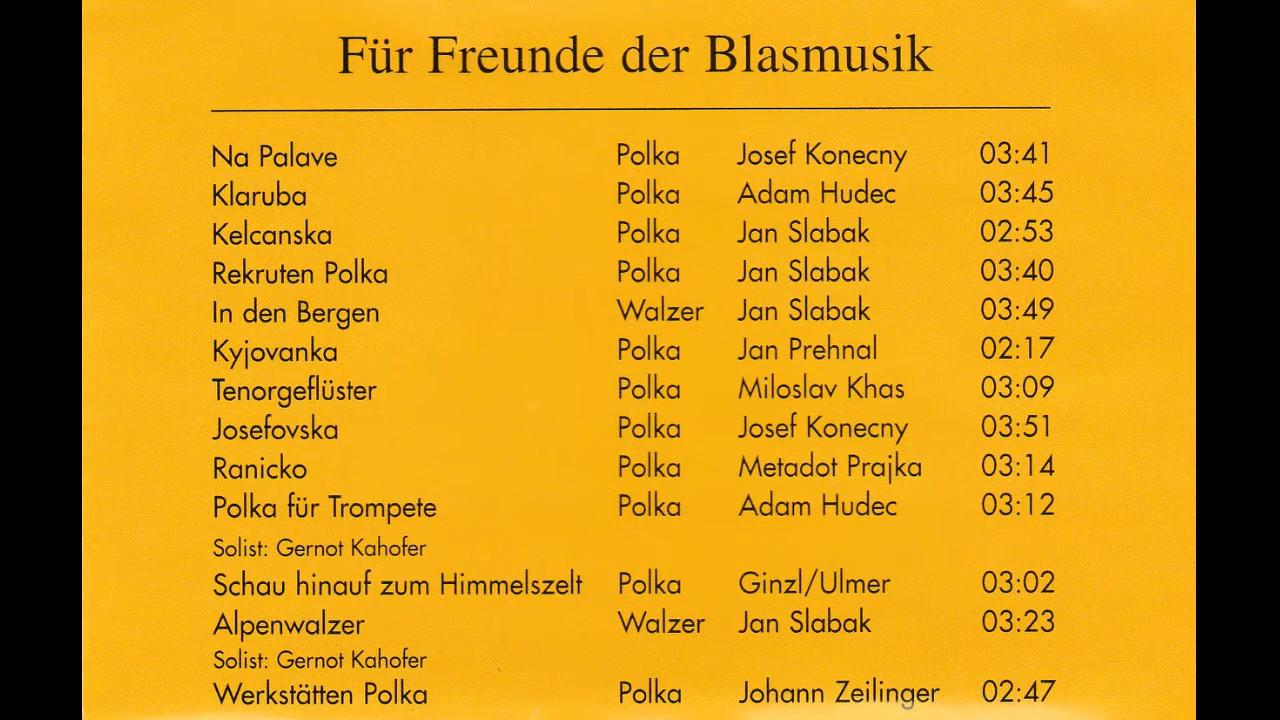 Für Freunde der Blasmusik
Na Palave Polka Josef Konecny 03:41
Klaruba Polka Adam Hudec 03:45
Kelcanska Polka Jan Slabak 02:53
Rekruten Polka Polka Jan Slabak 03:40
In den Bergen Walzer Jan Slabak 03:49
Kyjovanka Polka Jan Prehnal 02:17
Tenorgeflüster Polka Miloslav Khas 03:09
Josefovska Polka Josef Konecny 03:51
Ranicko Polka Metadot Prajka 03:14
Polka für Trompete Polka Adam Hudec 03:12
Solist: Gernot Kahofer
Schau hinauf zum Himmelszelt Polka Ginzl/Ulmer 03:02
Alpenwalzer Walzer Jan Slabak 03:23
Solist: Gernot Kahofer
Werkstätten Polka Polka Johann Zeilinger 02:47